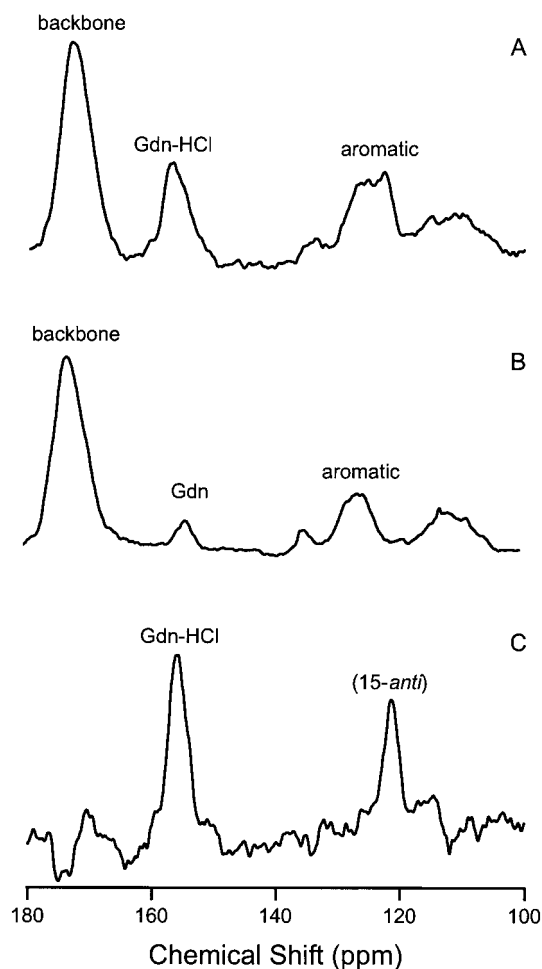 backbone
A
Gdn-HCl
aromatic
backbone
B
Gdn
aromatic
Gdn-HCl
C
(15-anti)
180 160 140 120 100
Chemical Shift (ppm)